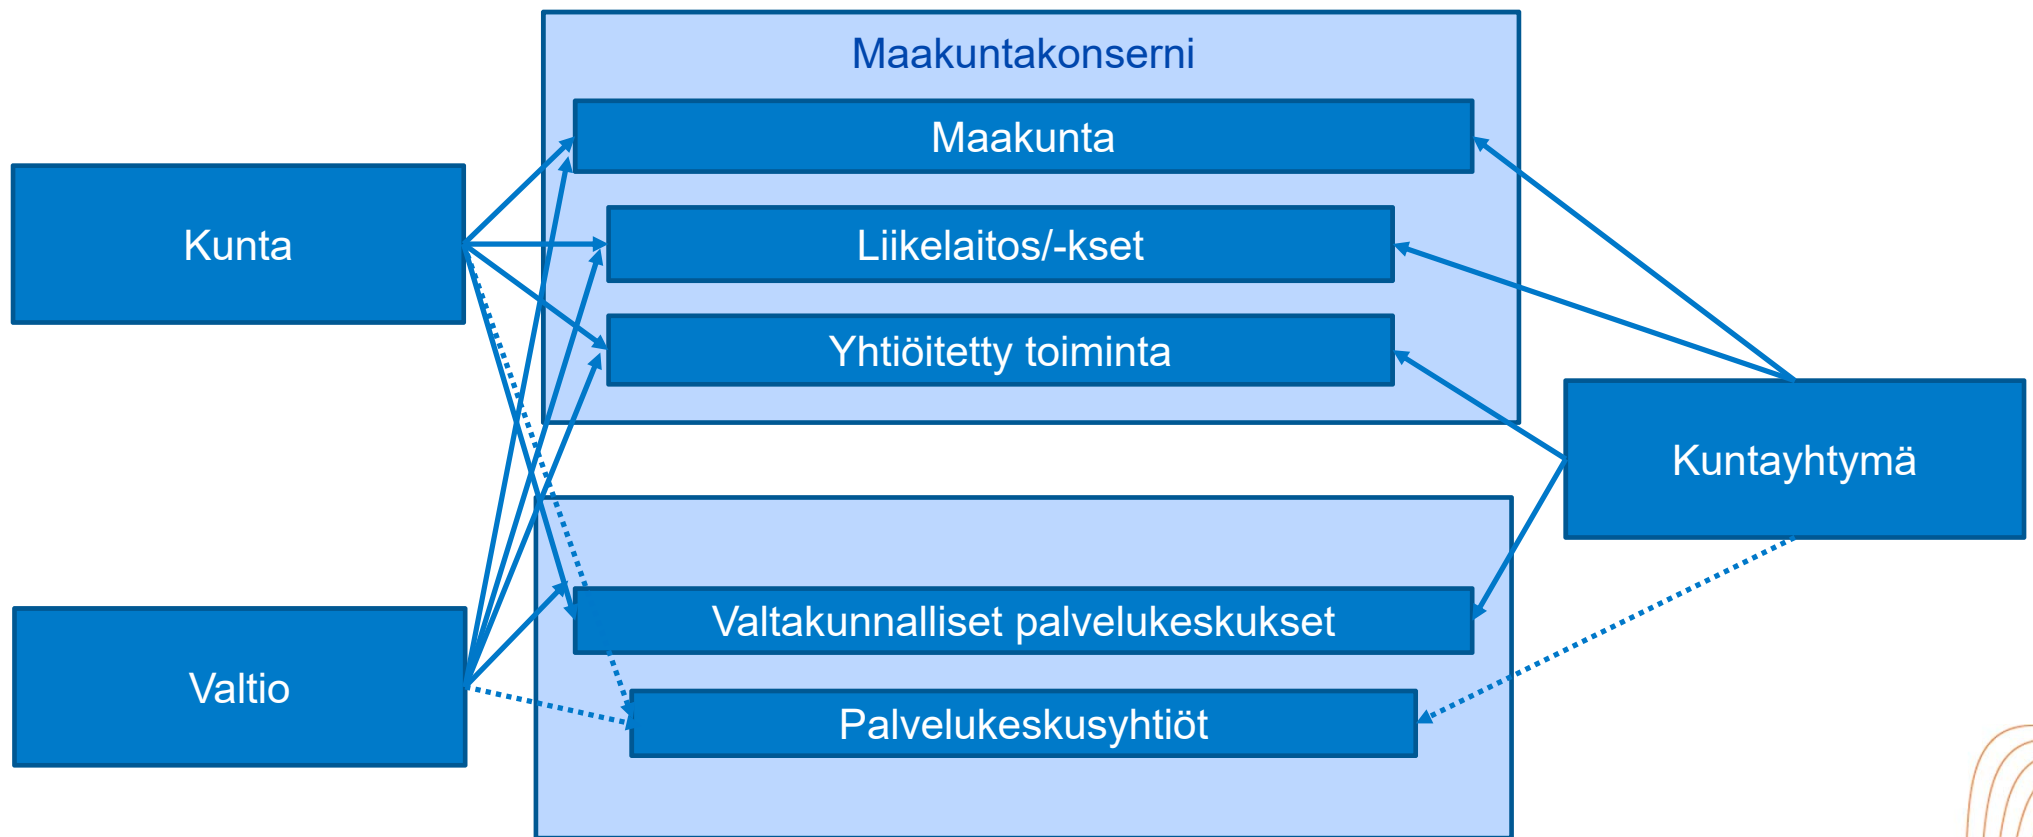 Maakuntakonserni
Maakunta
Kunta
Liikelaitos/-kset
Yhtiöitetty toiminta
Kuntayhtymä
Valtakunnalliset palvelukeskukset
Valtio
Palvelukeskusyhtiöt